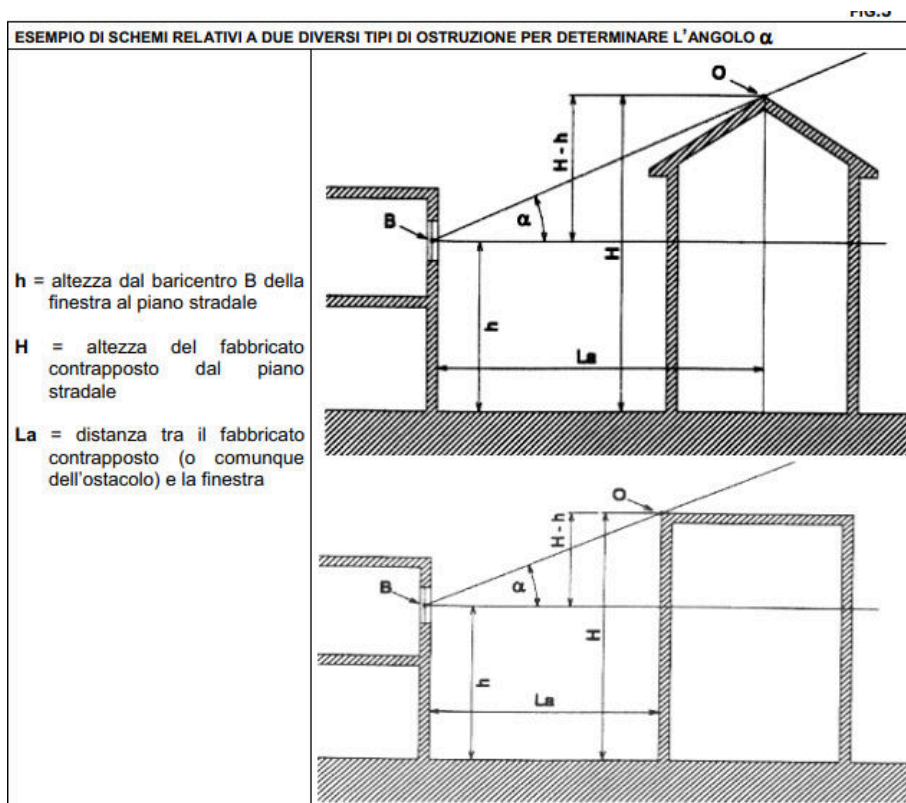 FIG.5
ESEMPIO DI SCHEMI RELATIVI A DUE DIVERSI TIPI DI OSTRUZIONE PER DETERMINARE L'ANGOLO α
h = altezza dal baricentro B della
finestra al piano stradale
H = altezza del fabbricato
contrapposto dal piano
stradale
La = distanza tra il fabbricato
contrapposto (o comunque
dell'ostacolo) e la finestra
O
H - h
B
α
H
h
La
O
H - h
B
α
H
h
La